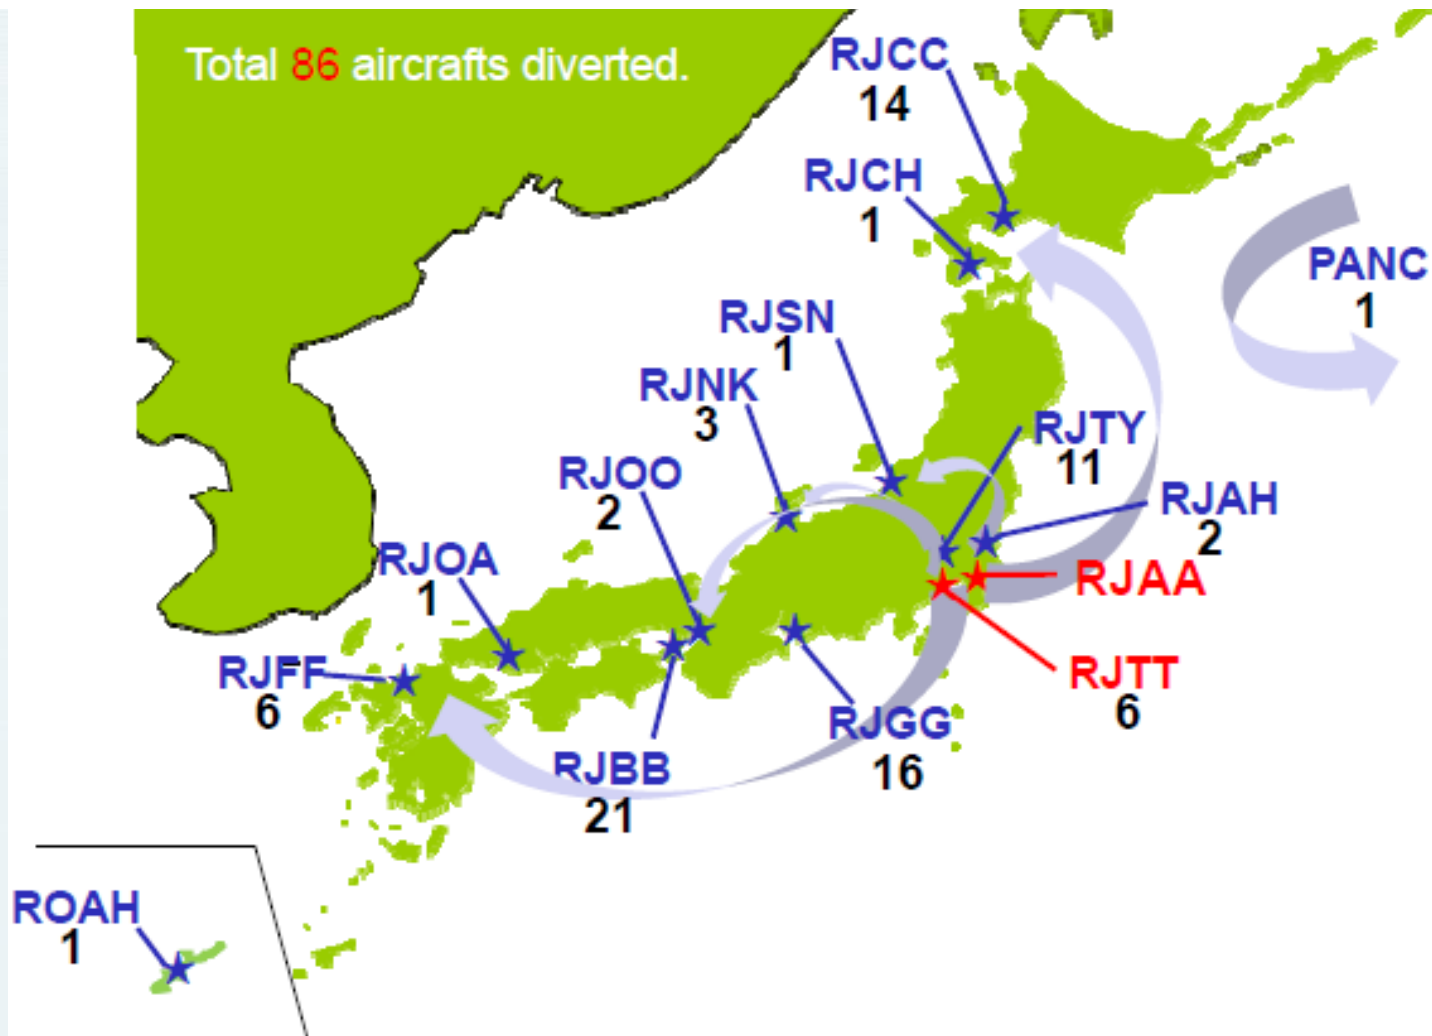 Total 86 aircrafts diverted.
RJCC
14
RJCH
1
PANC
1
RJSN
1
RJNK
3
RJTY
11
RJOO
2
RJAH
2
RJOA
1
RJAA
RJFF
6
RJTT
6
RJGG
16
RJBB
21
ROAH
1